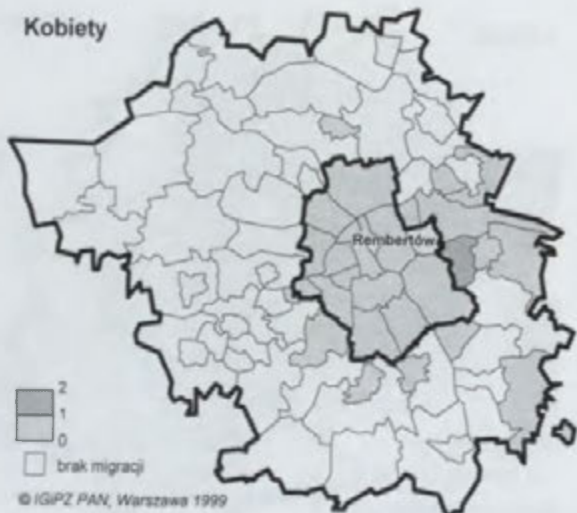 Kobiety
Rembertów
2
1
0
brak migracji
© IGiPZ PAN, Warszawa 1999